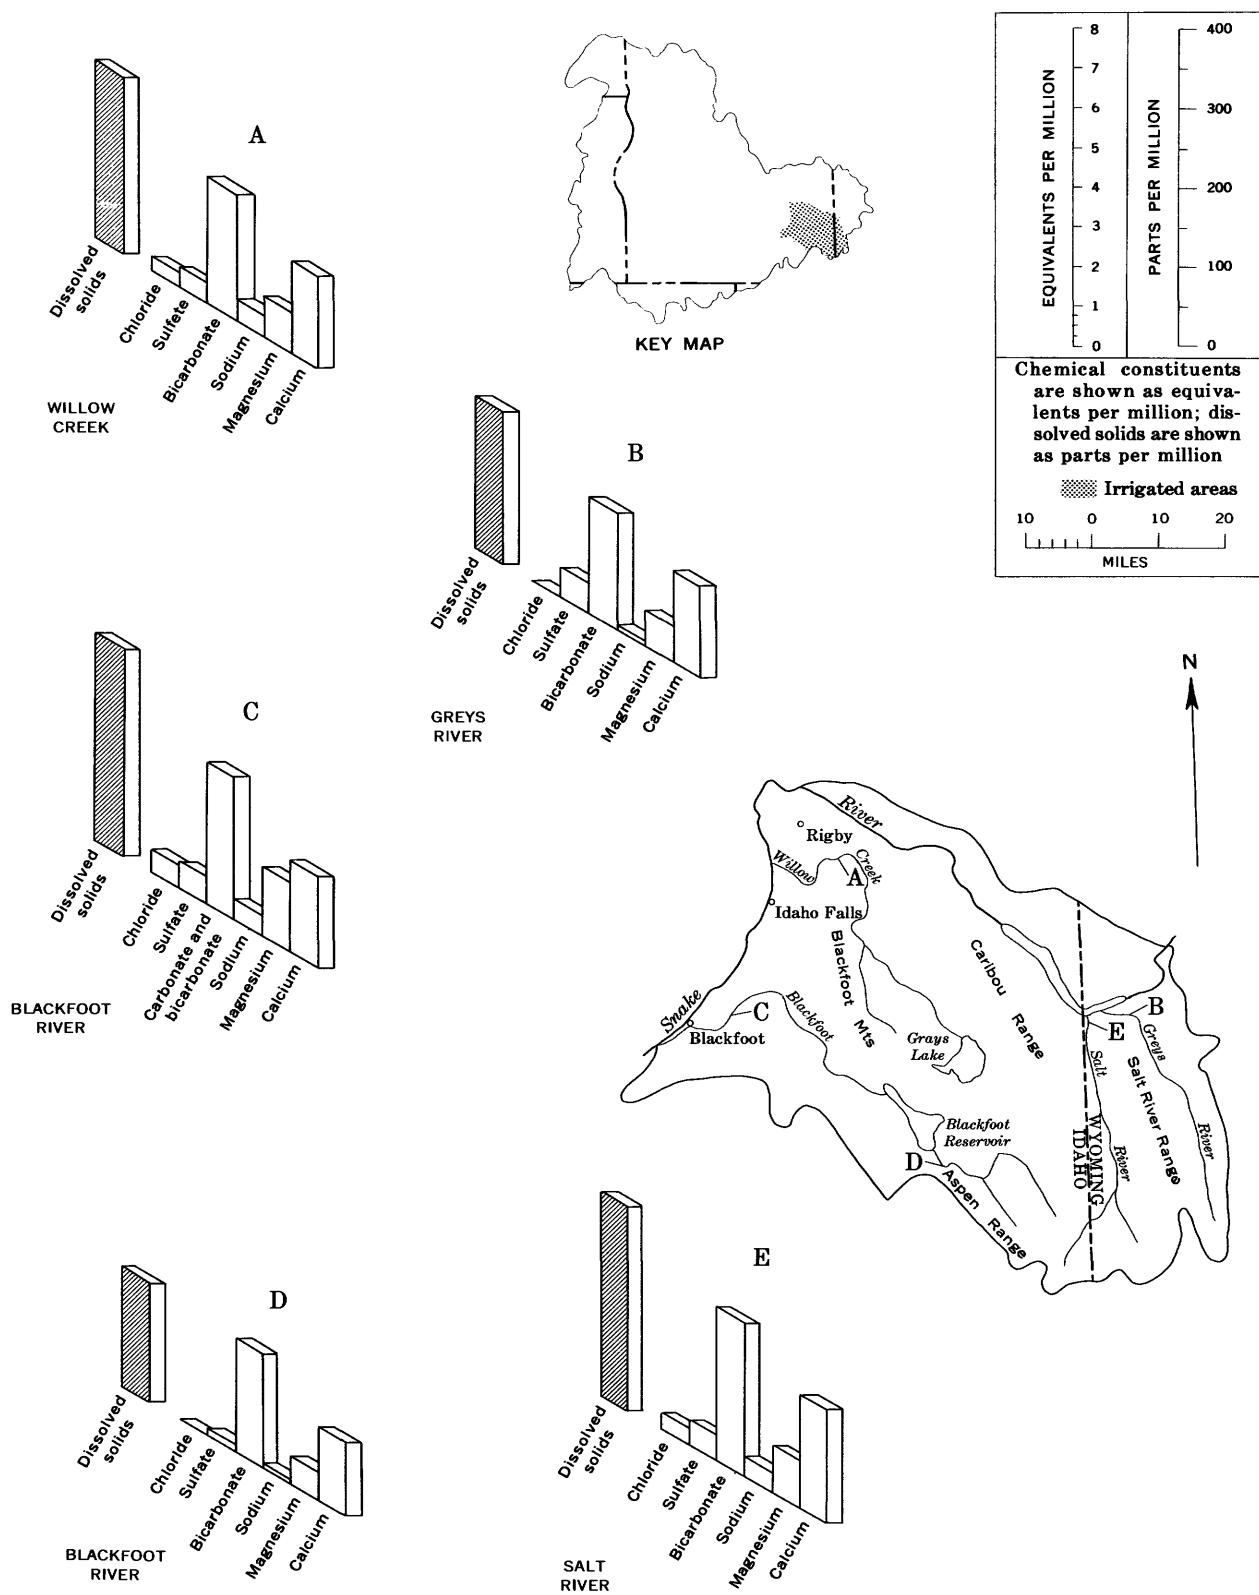 A
Dissolved
solids
Chloride
Sulfete
Bicarbonate
Sodium
Magnesium
Calcium
WILLOW
CREEK
KEY MAP
EQUIVALENTS PER MILLION
8
7
6
5
4
3
2
1
0
PARTS PER MILLION
400
300
200
100
0
Chemical constituents
are shown as equiva-
lents per million; dis-
solved solids are shown
as parts per million
Irrigated areas
10 0 10 20
MILES
B
Dissolved
solids
Chloride
Sulfate
Bicarbonate
Sodium
Magnesium
Calcium
GREYS
RIVER
C
Dissolved
solids
Chloride
Sulfate
Carbonate and
bicarbonate
Sodium
Magnesium
Calcium
BLACKFOOT
RIVER
N
River
Rigby
Willow Creek
A
Idaho Falls
Blackfoot Mts
Caribou Range
Snake
C
Blackfoot
Blackfoot
Grays
Lake
B
E
Greys River
Salt River
Salt River Range
Blackfoot
Reservoir
WYOMING
IDAHO
D
Aspen Range
D
Dissolved
solids
Chloride
Sulfate
Bicarbonate
Sodium
Magnesium
Calcium
BLACKFOOT
RIVER
E
Dissolved
solids
Chloride
Sulfate
Bicarbonate
Sodium
Magnesium
Calcium
SALT
RIVER